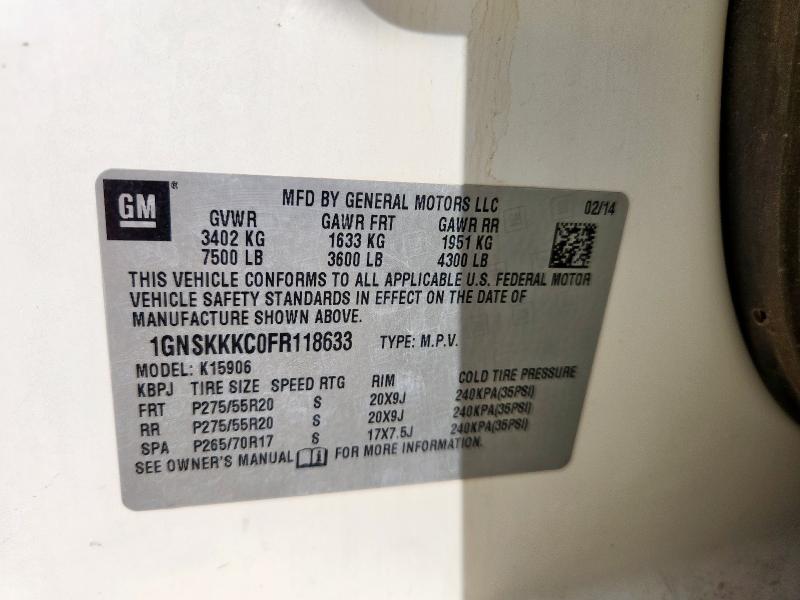 GM®
MFD BY GENERAL MOTORS LLC 02/14
GVWR GAWR FRT GAWR RR
3402 KG 1633 KG 1951 KG
7500 LB 3600 LB 4300 LB
THIS VEHICLE CONFORMS TO ALL APPLICABLE U.S. FEDERAL MOTOR
VEHICLE SAFETY STANDARDS IN EFFECT ON THE DATE OF
MANUFACTURE SHOWN ABOVE.
1GNSKKKC0FR118633 TYPE: M.P.V.
MODEL: K15906
KBPJ TIRE SIZE SPEED RTG RIM COLD TIRE PRESSURE
FRT P275/55R20 S 20X9J 240KPA(35PSI)
RR P275/55R20 S 20X9J 240KPA(35PSI)
SPA P265/70R17 S 17X7.5J 240KPA(35PSI)
SEE OWNER'S MANUAL FOR MORE INFORMATION.